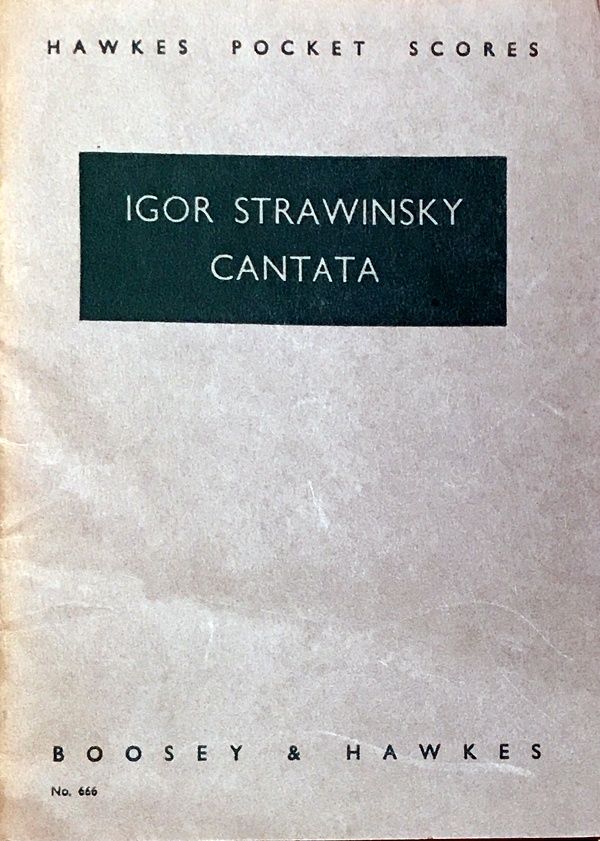 HAWKES POCKET SCORES
IGOR STRAWINSKY
CANTATA
BOOSEY & HAWKES
No. 666